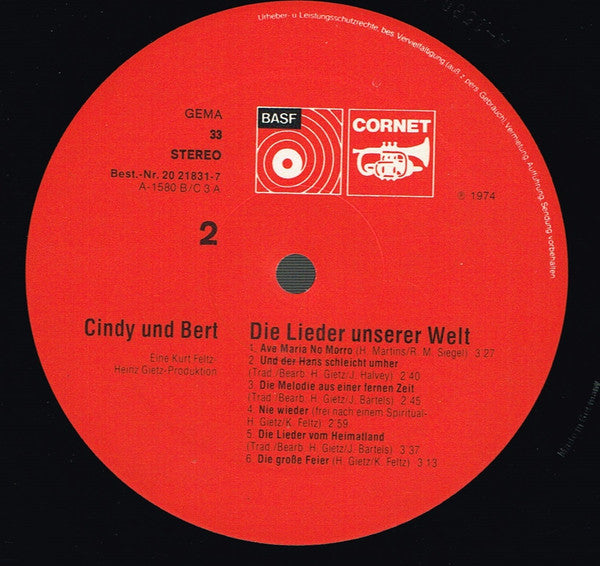 Urheber- u Leistungsschutzrechte, bes. Vervielfältigung (auß. z. pers. Gebrauch), Vermietung, Aufführung, Sendung vorbehalten
GEMA
33
STEREO
Best.-Nr. 20 21831-7
A-1580 B/C 3 A
BASF
CORNET
℗ 1974
2
Cindy und Bert
Eine Kurt Feltz-
Heinz Gietz-Produktion
Die Lieder unserer Welt
1. Ave Maria No Morro (H. Martins/R. M. Siegel) 3:27
2. Und der Hans schleicht umher
(Trad./Bearb. H. Gietz/J. Halvey) 2:40
3. Die Melodie aus einer fernen Zeit
(Trad./Bearb. H. Gietz/J. Bartels) 2:45
4. Nie wieder (frei nach einem Spiritual-
H. Gietz/K. Feltz) 2:59
5. Die Lieder vom Heimatland
(Trad./Bearb. H. Gietz/J. Bartels) 3:37
6. Die große Feier (H. Gietz/K. Feltz) 3:13
Made in Germany